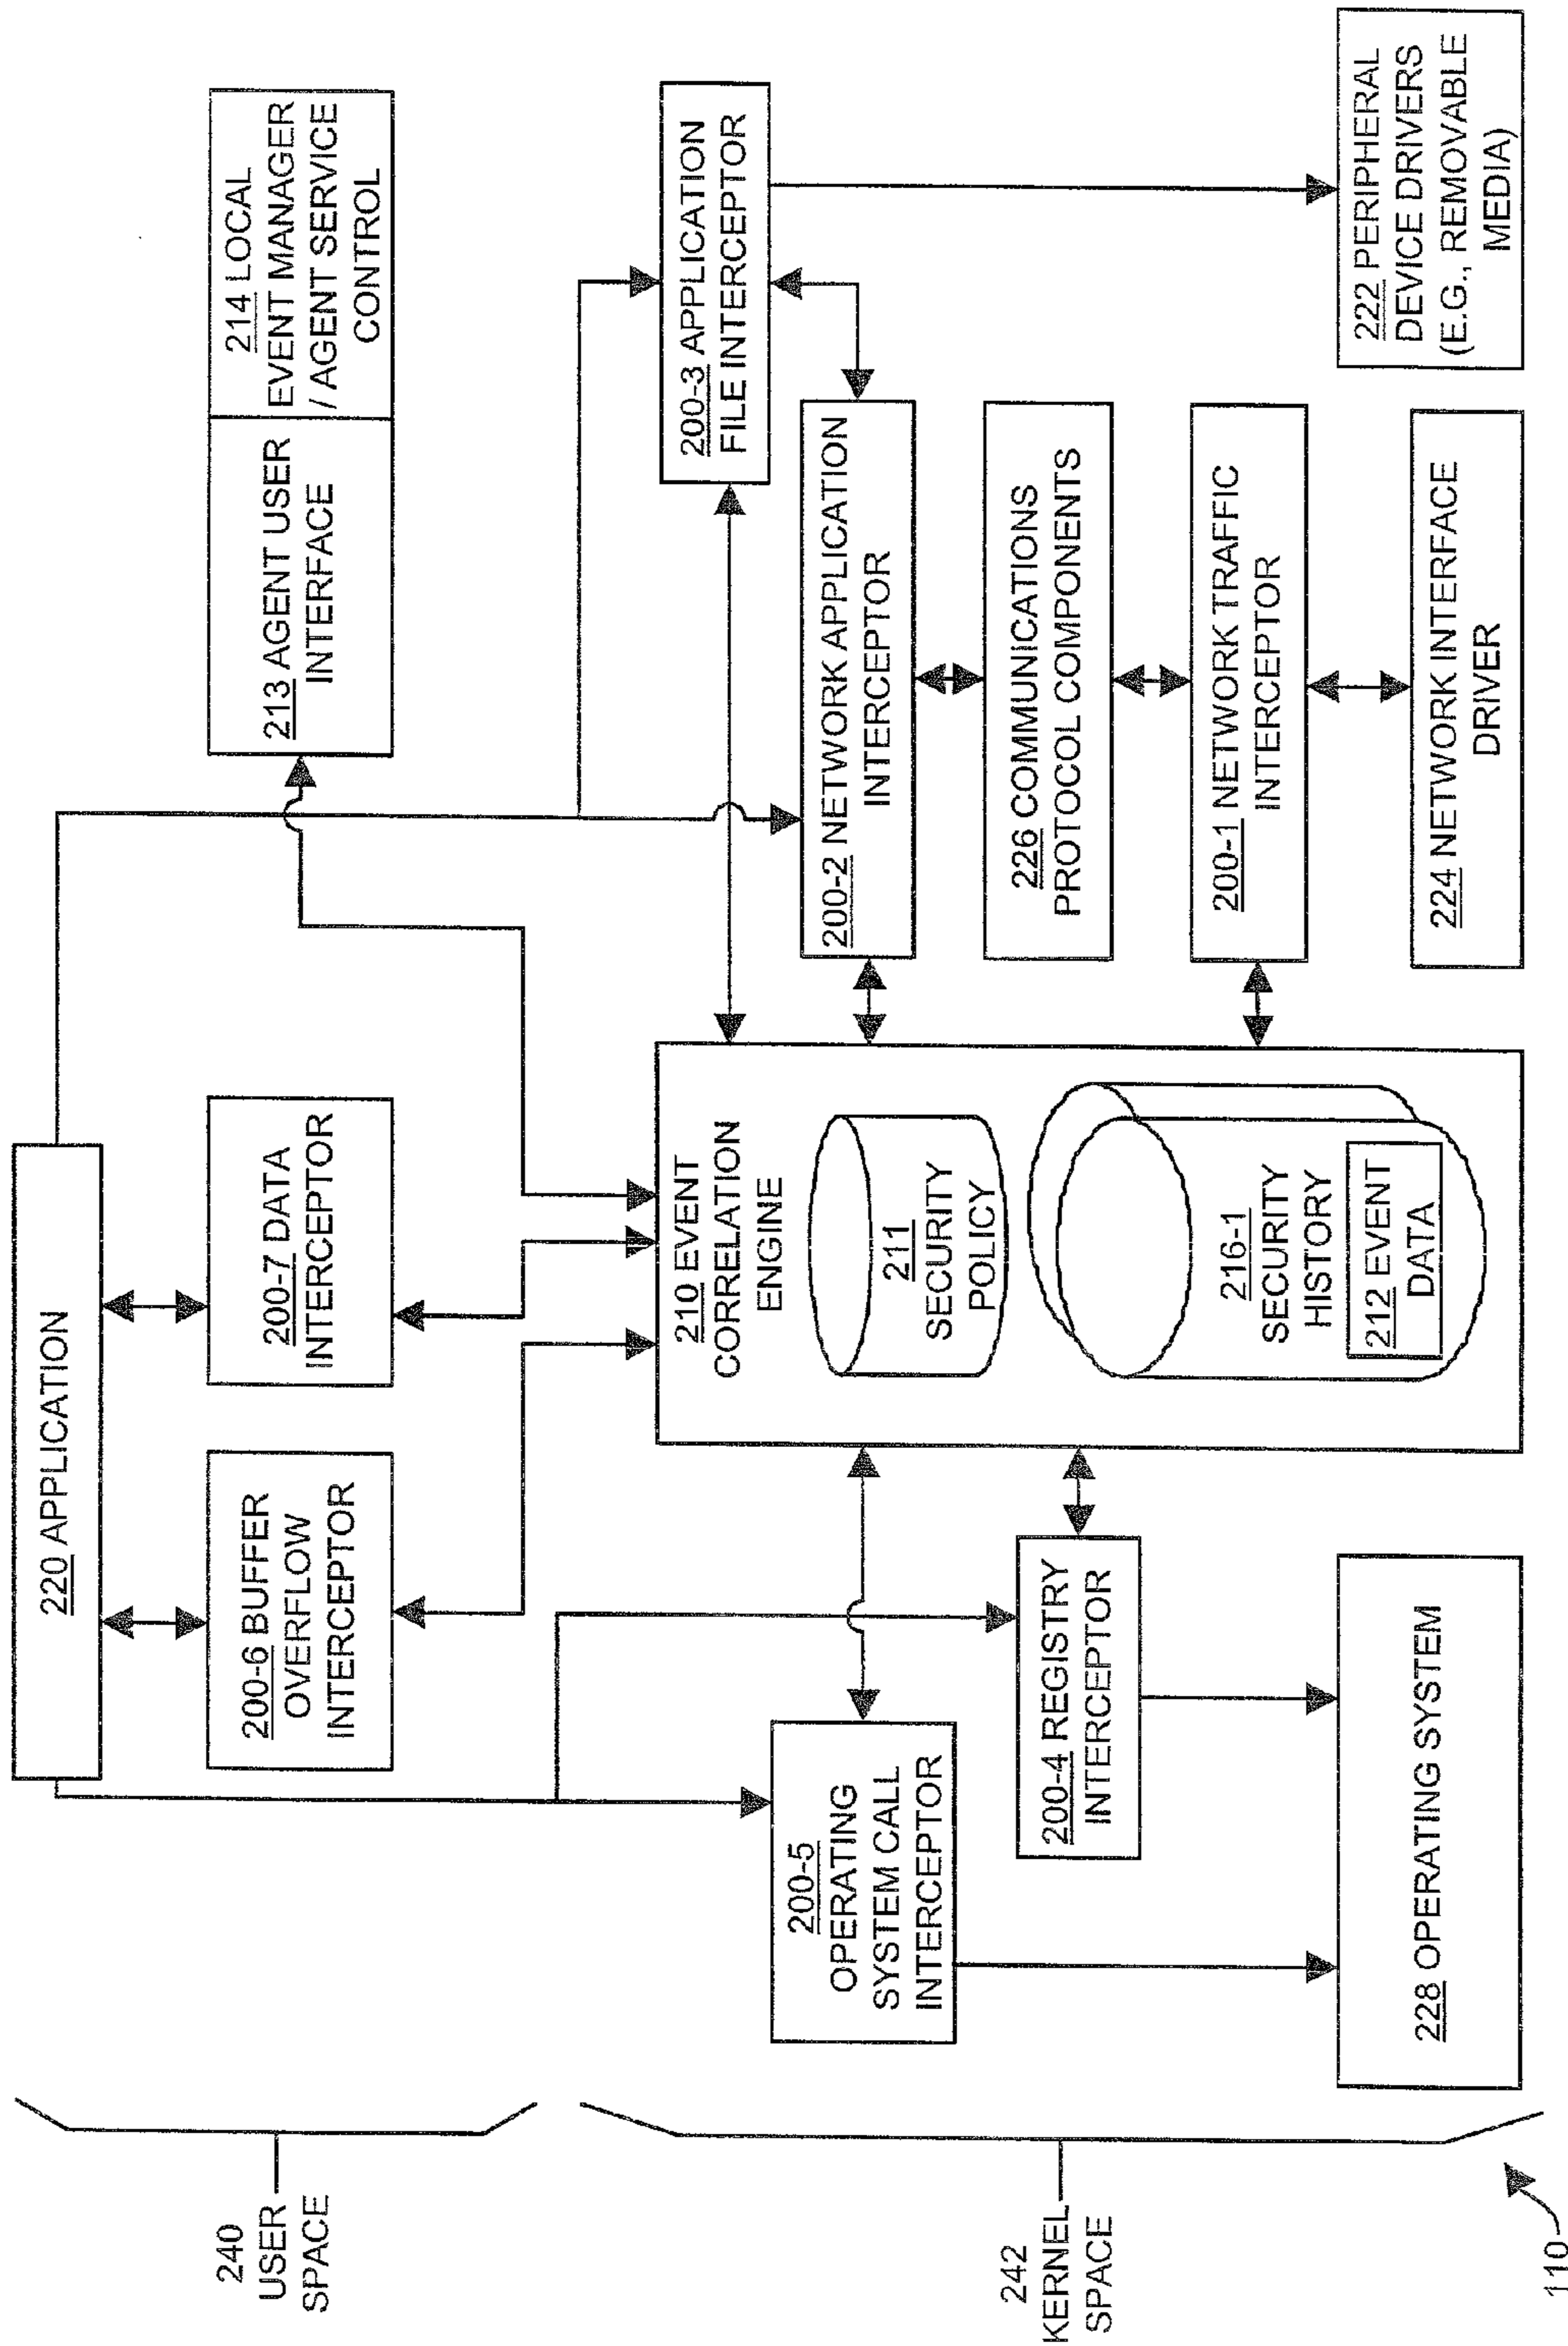 220 APPLICATION
240
USER
SPACE
200-6 BUFFER
OVERFLOW
INTERCEPTOR
200-7 DATA
INTERCEPTOR
213 AGENT USER
INTERFACE
214 LOCAL
EVENT MANAGER
/ AGENT SERVICE
CONTROL
242
KERNEL
SPACE
200-5
OPERATING
SYSTEM CALL
INTERCEPTOR
200-4 REGISTRY
INTERCEPTOR
228 OPERATING SYSTEM
210 EVENT
CORRELATION
ENGINE
211
SECURITY
POLICY
216-1
SECURITY
HISTORY
212 EVENT
DATA
200-3 APPLICATION
FILE INTERCEPTOR
200-2 NETWORK APPLICATION
INTERCEPTOR
226 COMMUNICATIONS
PROTOCOL COMPONENTS
200-1 NETWORK TRAFFIC
INTERCEPTOR
224 NETWORK INTERFACE
DRIVER
222 PERIPHERAL
DEVICE DRIVERS
(E.G., REMOVABLE
MEDIA)
110